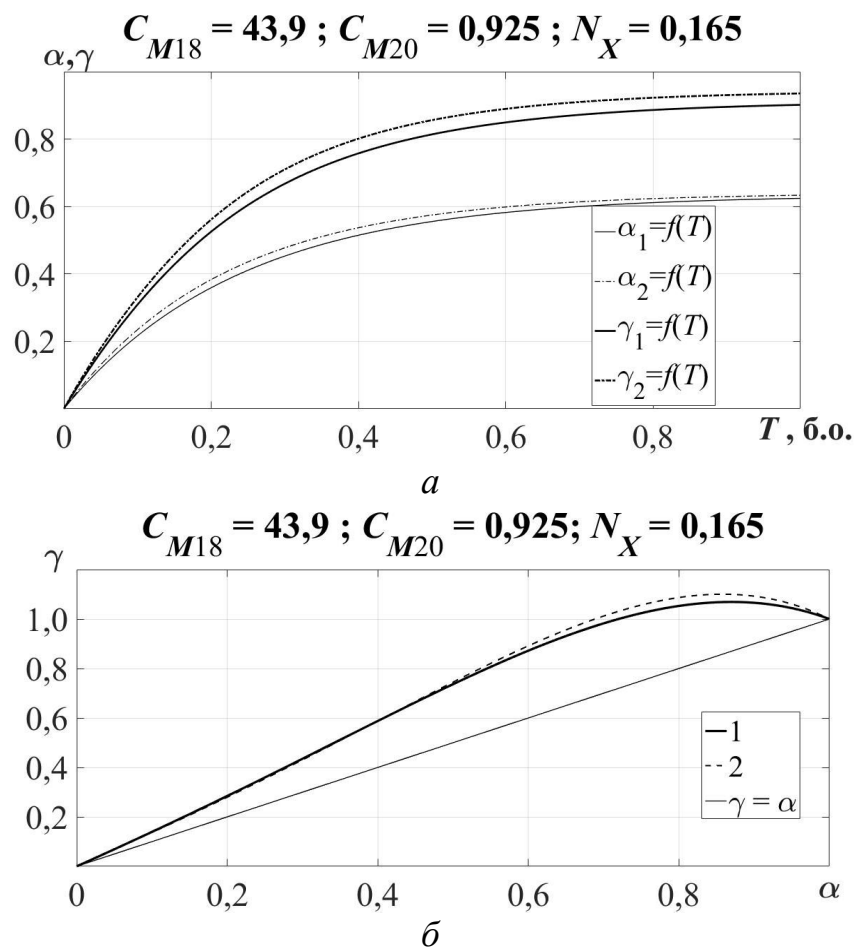 C_M18 = 43,9 ; C_M20 = 0,925 ; N_X = 0,165
α,γ
0,8
0,6
0,4
0,2
α_1=f(T)
α_2=f(T)
γ_1=f(T)
γ_2=f(T)
0 0,2 0,4 0,6 0,8 T , б.о.
а
C_M18 = 43,9 ; C_M20 = 0,925; N_X = 0,165
γ
1,0
0,8
0,6
0,4
0,2
1
2
γ = α
0 0,2 0,4 0,6 0,8 α
б